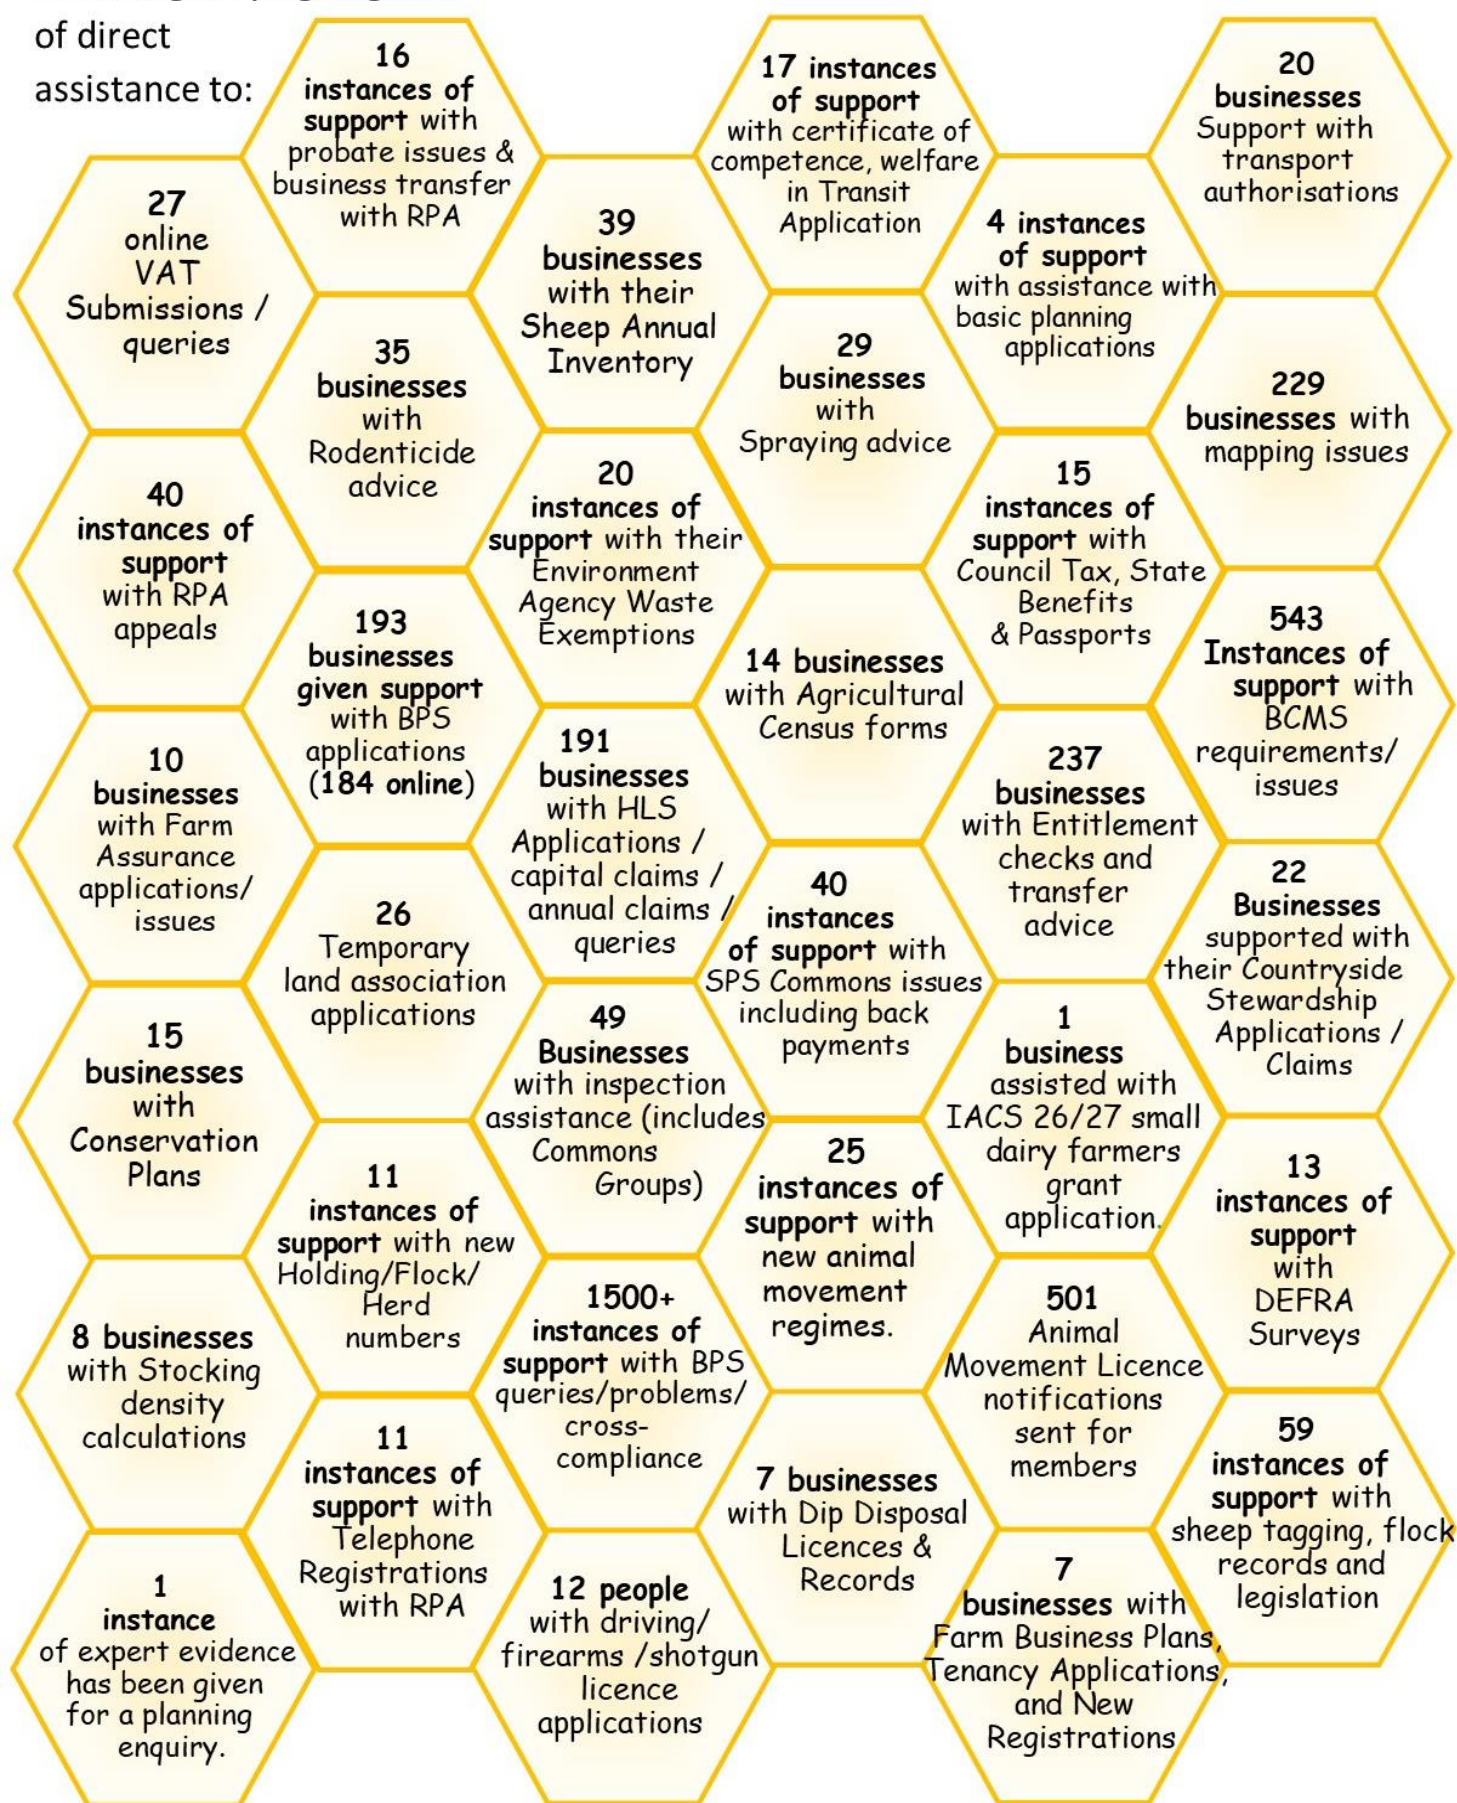 of direct
assistance to:
16
instances of
support with
probate issues &
business transfer
with RPA
17 instances
of support
with certificate of
competence, welfare
in Transit
Application
20
businesses
Support with
transport
authorisations
27
online
VAT
Submissions /
queries
39
businesses
with their
Sheep Annual
Inventory
4 instances
of support
with assistance with
basic planning
applications
35
businesses
with
Rodenticide
advice
29
businesses
with
Spraying advice
229
businesses with
mapping issues
40
instances of
support
with RPA
appeals
20
instances of
support with their
Environment
Agency Waste
Exemptions
15
instances of
support with
Council Tax, State
Benefits
& Passports
193
businesses
given support
with BPS
applications
(184 online)
14 businesses
with Agricultural
Census forms
543
Instances of
support with
BCMS
requirements/
issues
10
businesses
with Farm
Assurance
applications/
issues
191
businesses
with HLS
Applications /
capital claims /
annual claims /
queries
237
businesses
with Entitlement
checks and
transfer
advice
26
Temporary
land association
applications
40
instances
of support with
SPS Commons issues
including back
payments
22
Businesses
supported with
their Countryside
Stewardship
Applications /
Claims
15
businesses
with
Conservation
Plans
49
Businesses
with inspection
assistance (includes
Commons
Groups)
1
business
assisted with
IACS 26/27 small
dairy farmers
grant
application.
11
instances of
support with new
Holding/Flock/
Herd
numbers
25
instances of
support with
new animal
movement
regimes.
13
instances of
support
with
DEFRA
Surveys
8 businesses
with Stocking
density
calculations
1500+
instances of
support with BPS
queries/problems/
cross-
compliance
501
Animal
Movement Licence
notifications
sent for
members
11
instances of
support with
Telephone
Registrations
with RPA
7 businesses
with Dip Disposal
Licences &
Records
59
instances of
support with
sheep tagging, flock
records and
legislation
1
instance
of expert evidence
has been given
for a planning
enquiry.
12 people
with driving/
firearms /shotgun
licence
applications
7
businesses with
Farm Business Plans,
Tenancy Applications,
and New
Registrations